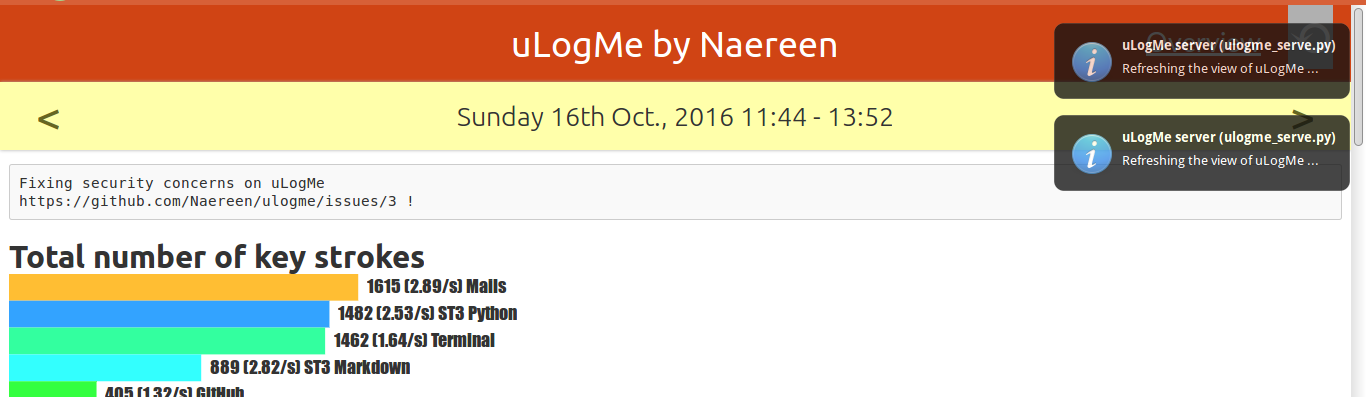 uLogMe by Naereen
Overview
uLogMe server (ulogme_serve.py)
Refreshing the view of uLogMe ...
<
Sunday 16th Oct., 2016 11:44 - 13:52
>
uLogMe server (ulogme_serve.py)
Refreshing the view of uLogMe ...
Fixing security concerns on uLogMe
https://github.com/Naereen/ulogme/issues/3 !
Total number of key strokes
1615 (2.89/s) Mails
1482 (2.53/s) ST3 Python
1462 (1.64/s) Terminal
889 (2.82/s) ST3 Markdown
405 (1.32/s) GitHub